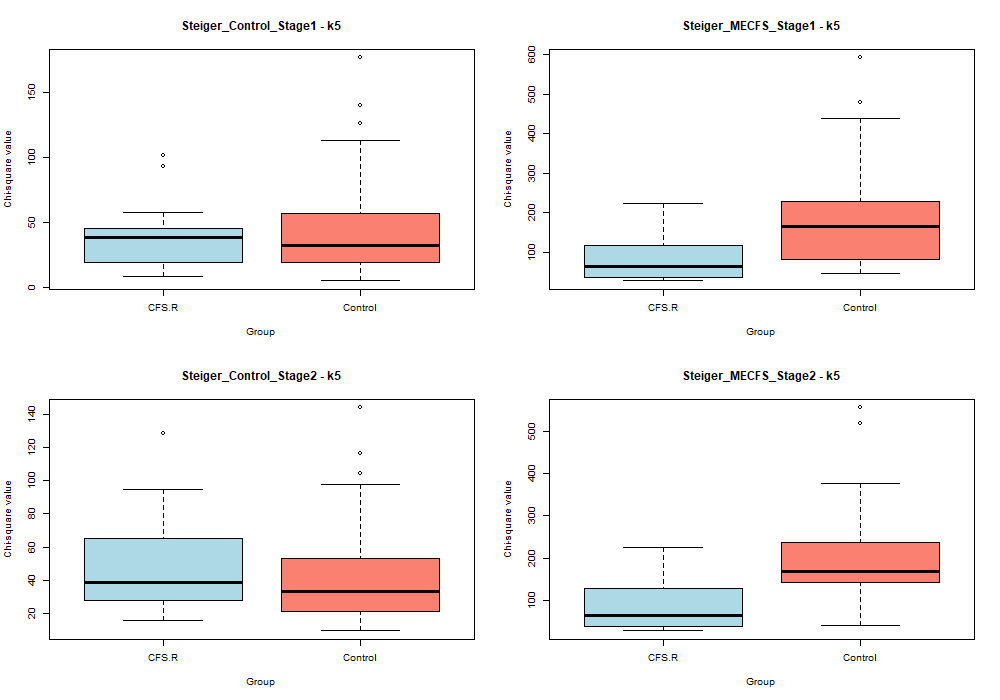 Steiger_Control_Stage1 - k5
Chi-square value
150
100
50
0
CFS.R
Control
Group
Steiger_MECFS_Stage1 - k5
Chi-square value
600
500
400
300
200
100
CFS.R
Control
Group
Steiger_Control_Stage2 - k5
Chi-square value
140
120
100
80
60
40
20
CFS.R
Control
Group
Steiger_MECFS_Stage2 - k5
Chi-square value
500
400
300
200
100
CFS.R
Control
Group